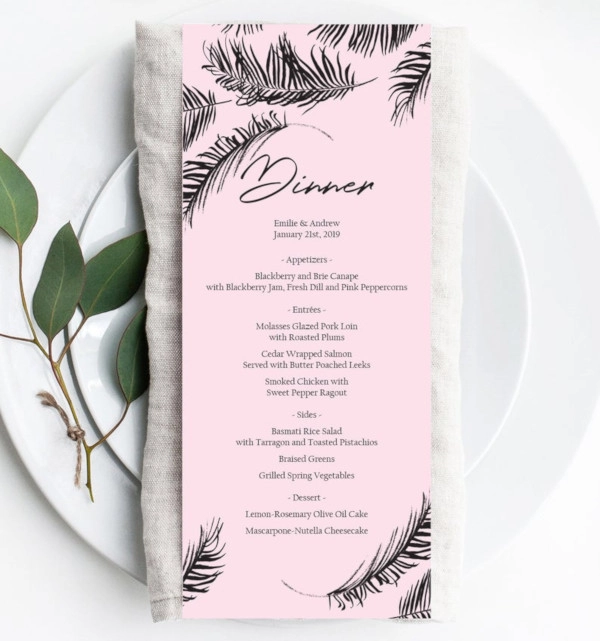 Dinner
Emilie & Andrew
January 21st, 2019
- Appetizers -
Blackberry and Brie Canape
with Blackberry Jam, Fresh Dill and Pink Peppercorns
- Entrées -
Molasses Glazed Pork Loin
with Roasted Plums
Cedar Wrapped Salmon
Served with Butter Poached Leeks
Smoked Chicken with
Sweet Pepper Ragout
- Sides -
Basmati Rice Salad
with Tarragon and Toasted Pistachios
Braised Greens
Grilled Spring Vegetables
- Dessert -
Lemon-Rosemary Olive Oil Cake
Mascarpone-Nutella Cheesecake